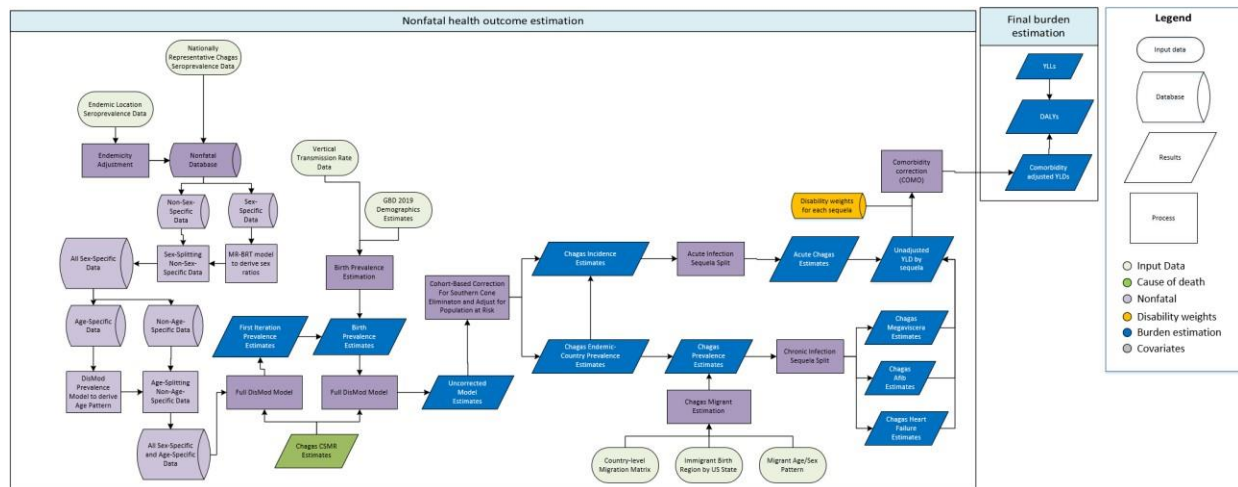 Nonfatal health outcome estimation
Nationally
Representative Chagas
Seroprevalence Data
Endemic Location
Seroprevalence Data
Endemicity
Adjustment
Nonfatal
Database
Non-Sex-
Specific
Data
Sex-
Specific
Data
All Sex-Specific
Data
Sex-Splitting
Non-Sex-
Specific Data
MR-BRT model
to derive sex
ratios
Age-Specific
Data
Non-Age-
Specific Data
DisMod
Prevalence
Model to derive
Age Pattern
Age-Splitting
Non-Age-
Specific Data
All Sex-Specific
and Age-Specific
Data
Vertical
Transmission Rate
Data
GBD 2019
Demographics
Estimates
Birth Prevalence
Estimation
First Iteration
Prevalence
Estimates
Birth
Prevalence
Estimates
Full DisMod Model
Full DisMod Model
Chagas CSMR
Estimates
Uncorrected
Model
Estimates
Cohort-Based Correction
For Southern Cone
Elimineton and Adjust for
Population at Risk
Chagas Incidence
Estimates
Chagas Endemic-
Country Prevalence
Estimates
Acute Infection
Sequela Split
Acute Chagas
Estimates
Disability weights
for each sequela
Unadjusted
YLD by
sequela
Comorbidity
correction
(COMO)
Chagas
Prevalence
Estimates
Chronic Infection
Sequela Split
Chagas Migrant
Estimation
Country-level
Migration Matrix
Immigrant Birth
Region by US State
Migrant Age/Sex
Pattern
Chagas
Megaviscera
Estimates
Chagas
Afib
Estimates
Chagas Heart
Failure
Estimates
Final burden
estimation
YLLs
DALYs
Comorbidity
adjusted YLDs
Legend
Input data
Database
Results
Process
Input Data
Cause of death
Nonfatal
Disability weights
Burden estimation
Covariates